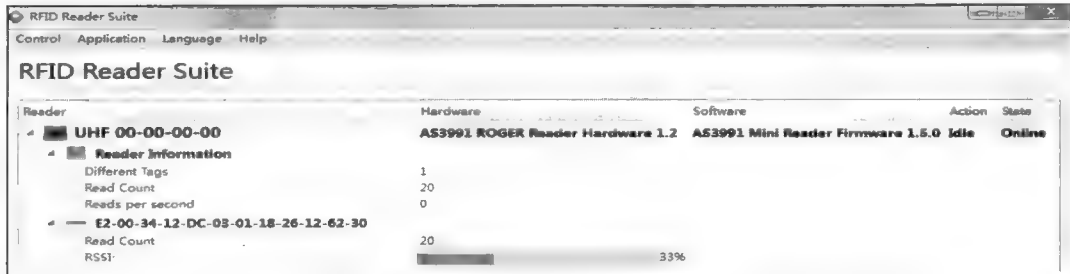 RFID Reader Suite
Control Application Language Help
RFID Reader Suite
Reader Hardware Software Action State
UHF 00-00-00-00 AS3991 ROGER Reader Hardware 1.2 AS3991 Mini Reader Firmware 1.5.0 Idle Online
Reader Information
Different Tags 1
Read Count 20
Reads per second 0
E2-00-34-12-DC-03-01-18-26-12-62-30
Read Count 20
RSSI 33%